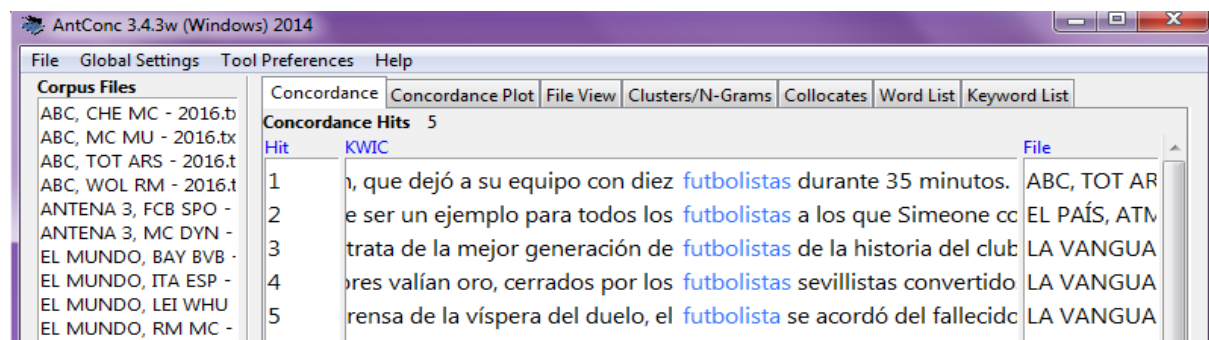 AntConc 3.4.3w (Windows) 2014
File Global Settings Tool Preferences Help
Corpus Files
ABC, CHE MC - 2016.tx
ABC, MC MU - 2016.tx
ABC, TOT ARS - 2016.t
ABC, WOL RM - 2016.t
ANTENA 3, FCB SPO -
ANTENA 3, MC DYN -
EL MUNDO, BAY BVB -
EL MUNDO, ITA ESP -
EL MUNDO, LEI WHU
EL MUNDO, RM MC -
Concordance Concordance Plot File View Clusters/N-Grams Collocates Word List Keyword List
Concordance Hits 5
Hit KWIC File
1 n, que dejó a su equipo con diez futbolistas durante 35 minutos. ABC, TOT AR
2 e ser un ejemplo para todos los futbolistas a los que Simeone co EL PAÍS, ATM
3 trata de la mejor generación de futbolistas de la historia del club LA VANGUA
4 ores valían oro, cerrados por los futbolistas sevillistas convertido LA VANGUA
5 rensa de la víspera del duelo, el futbolista se acordó del fallecido LA VANGUA